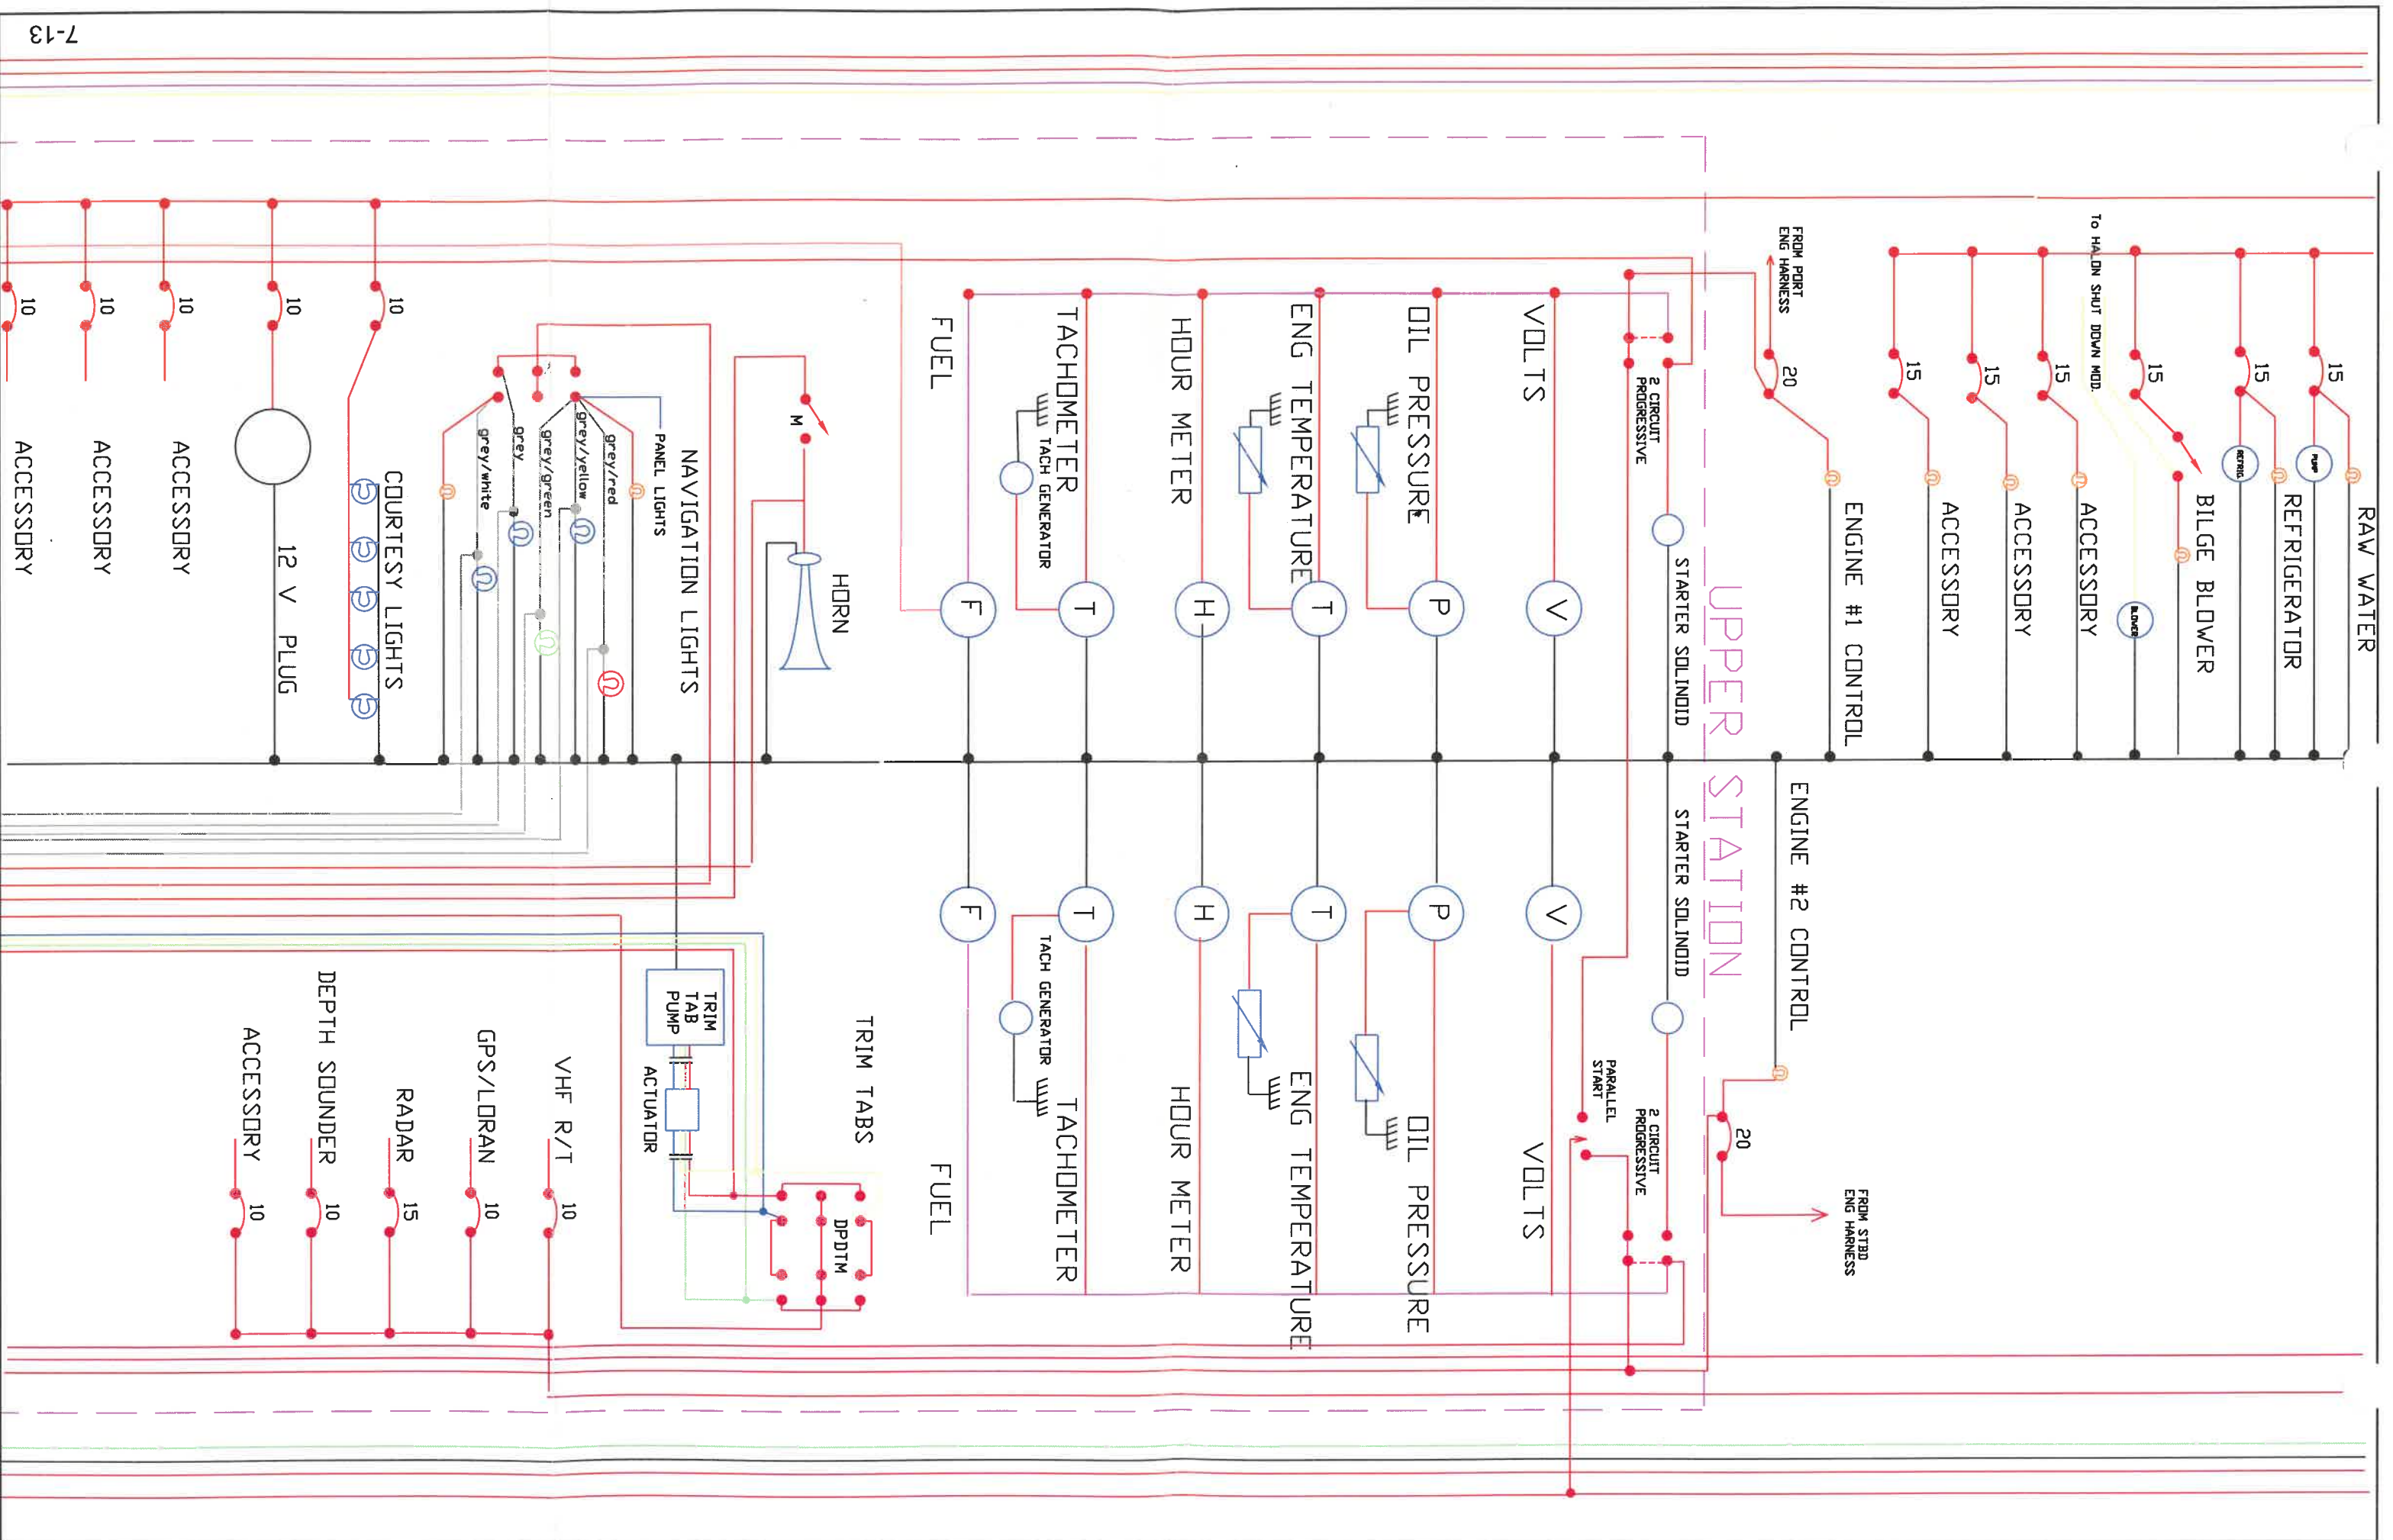 7-13
RAW WATER
15
PUMP
REFRIGERATOR
15
REFRIG
BILGE BLOWER
15
BLOWER
To HALON SHUT DOWN MOD.
ACCESSORY
15
ACCESSORY
15
ACCESSORY
15
ENGINE #1 CONTROL
20
FROM PORT
ENG HARNESS
ENGINE #2 CONTROL
20
FROM STBD
ENG HARNESS
UPPER STATION
STARTER SOLINOID
2 CIRCUIT
PROGRESSIVE
STARTER SOLINOID
2 CIRCUIT
PROGRESSIVE
PARALLEL
START
VOLTS
V
V
VOLTS
OIL PRESSURE
P
P
OIL PRESSURE
ENG TEMPERATURE
T
T
ENG TEMPERATURE
HOUR METER
H
H
HOUR METER
TACHOMETER
TACH GENERATOR
T
T
TACH GENERATOR
TACHOMETER
FUEL
F
F
FUEL
HORN
M
TRIM TABS
DPDTM
TRIM
TAB
PUMP
ACTUATOR
NAVIGATION LIGHTS
PANEL LIGHTS
grey/red
grey/yellow
grey/green
grey
grey/white
COURTESY LIGHTS
10
12 V PLUG
10
ACCESSORY
10
ACCESSORY
10
ACCESSORY
10
VHF R/T
10
GPS/LORAN
10
RADAR
15
DEPTH SOUNDER
10
ACCESSORY
10